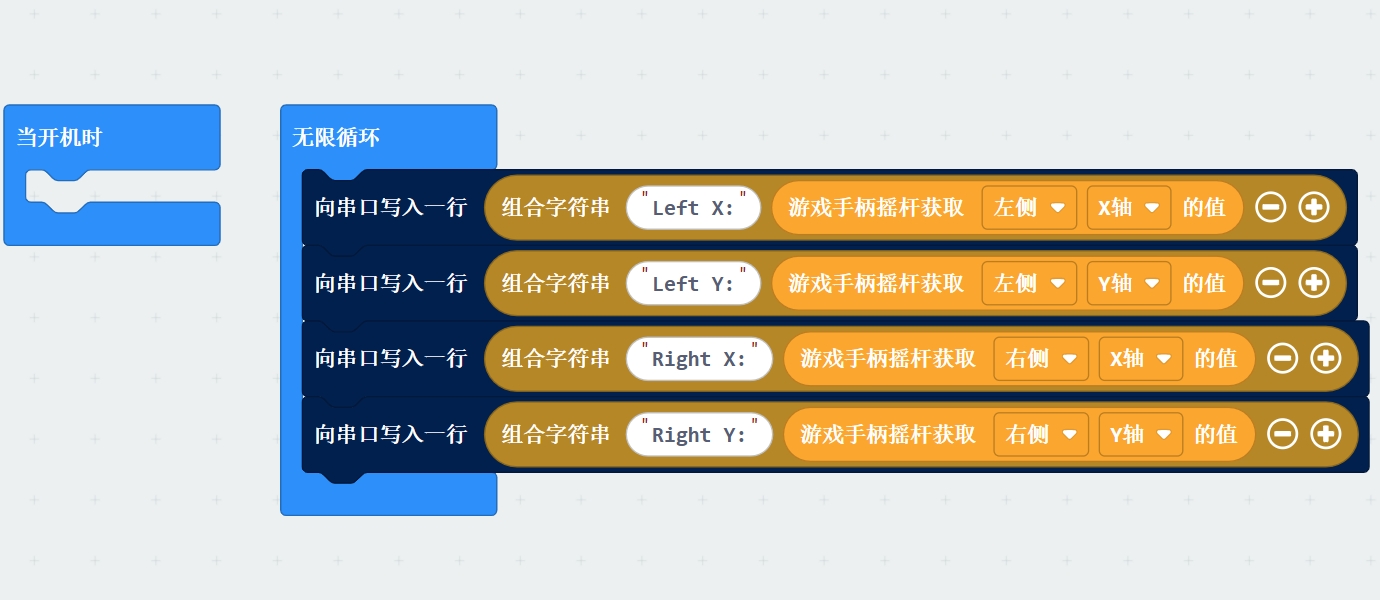 当开机时
无限循环
向串口写入一行 组合字符串 "Left X:" 游戏手柄摇杆获取 左侧 X轴 的值
向串口写入一行 组合字符串 "Left Y:" 游戏手柄摇杆获取 左侧 Y轴 的值
向串口写入一行 组合字符串 "Right X:" 游戏手柄摇杆获取 右侧 X轴 的值
向串口写入一行 组合字符串 "Right Y:" 游戏手柄摇杆获取 右侧 Y轴 的值